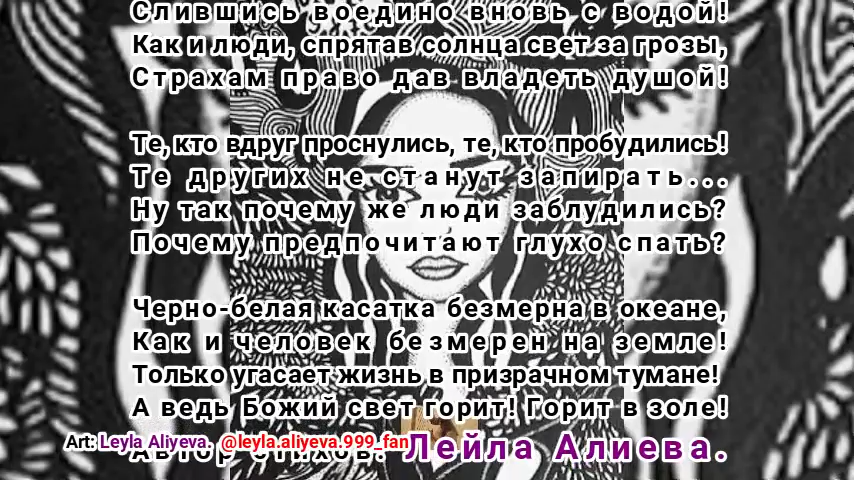 Слившись воедино вновь с водой!
Как и люди, спрятав солнца свет за грозы,
Страхам право дав владеть душой!
Те, кто вдруг проснулись, те, кто пробудились!
Те других не станут запирать...
Ну так почему же люди заблудились?
Почему предпочитают глухо спать?
Черно-белая касатка безмерна в океане,
Как и человек безмерен на земле!
Только угасает жизнь в призрачном тумане!
А ведь Божий свет горит! Горит в золе!
Art: Leyla Aliyeva. @leyla.aliyeva.999_fan
Автор стихов: Лейла Алиева.